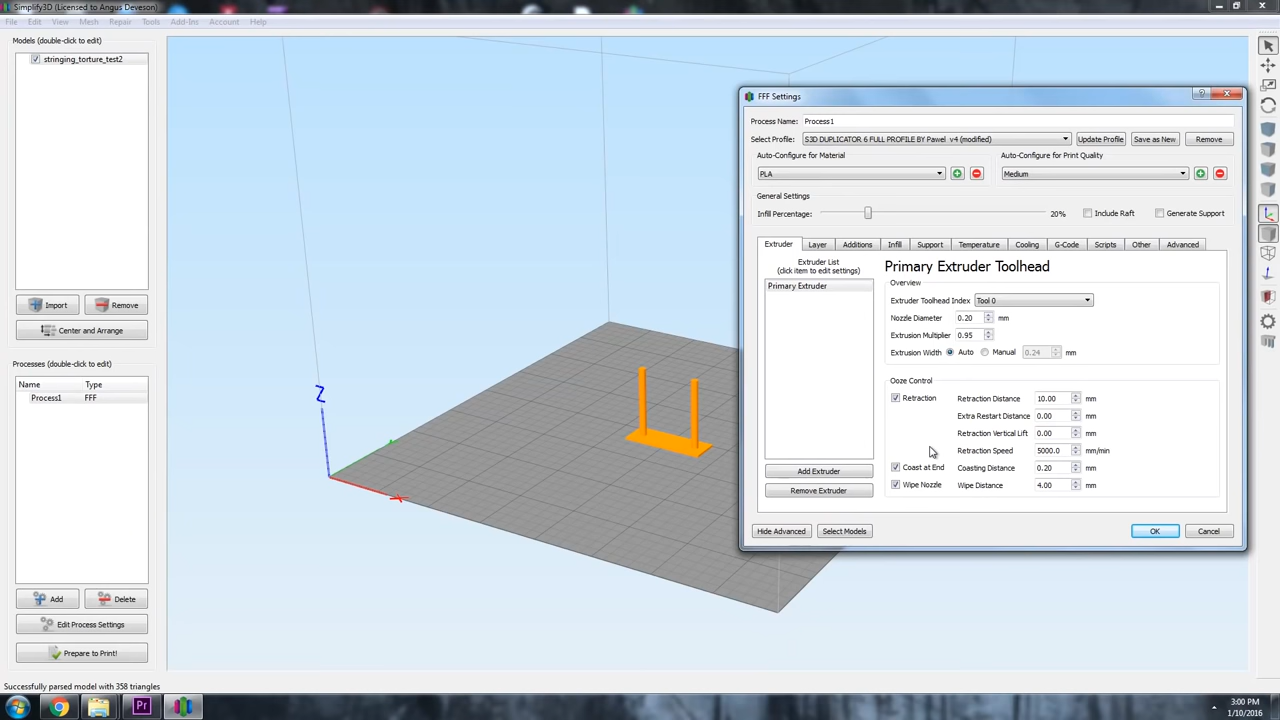 Simplify3D (Licensed to Angus Deveson)
File Edit View Mesh Repair Tools Add-Ins Account Help
Models (double-click to edit)
stringing_torture_test2
Import Remove
Center and Arrange
Processes (double-click to edit)
Name Type
Process1 FFF
Add Delete
Edit Process Settings
Prepare to Print!
Successfully parsed model with 358 triangles
Z
FFF Settings
Process Name: Process1
Select Profile: S3D DUPLICATOR 6 FULL PROFILE BY Pawel v4 (modified) Update Profile Save as New Remove
Auto-Configure for Material Auto-Configure for Print Quality
PLA Medium
General Settings
Infill Percentage: 20% Include Raft Generate Support
Extruder Layer Additions Infill Support Temperature Cooling G-Code Scripts Other Advanced
Extruder List
(click item to edit settings)
Primary Extruder
Add Extruder
Remove Extruder
Primary Extruder Toolhead
Overview
Extruder Toolhead Index Tool 0
Nozzle Diameter 0.20 mm
Extrusion Multiplier 0.95
Extrusion Width Auto Manual 0.24 mm
Ooze Control
Retraction Retraction Distance 10.00 mm
Extra Restart Distance 0.00 mm
Retraction Vertical Lift 0.00 mm
Retraction Speed 5000.0 mm/min
Coast at End Coasting Distance 0.20 mm
Wipe Nozzle Wipe Distance 4.00 mm
Hide Advanced Select Models OK Cancel
Pr
3:00 PM
1/10/2016